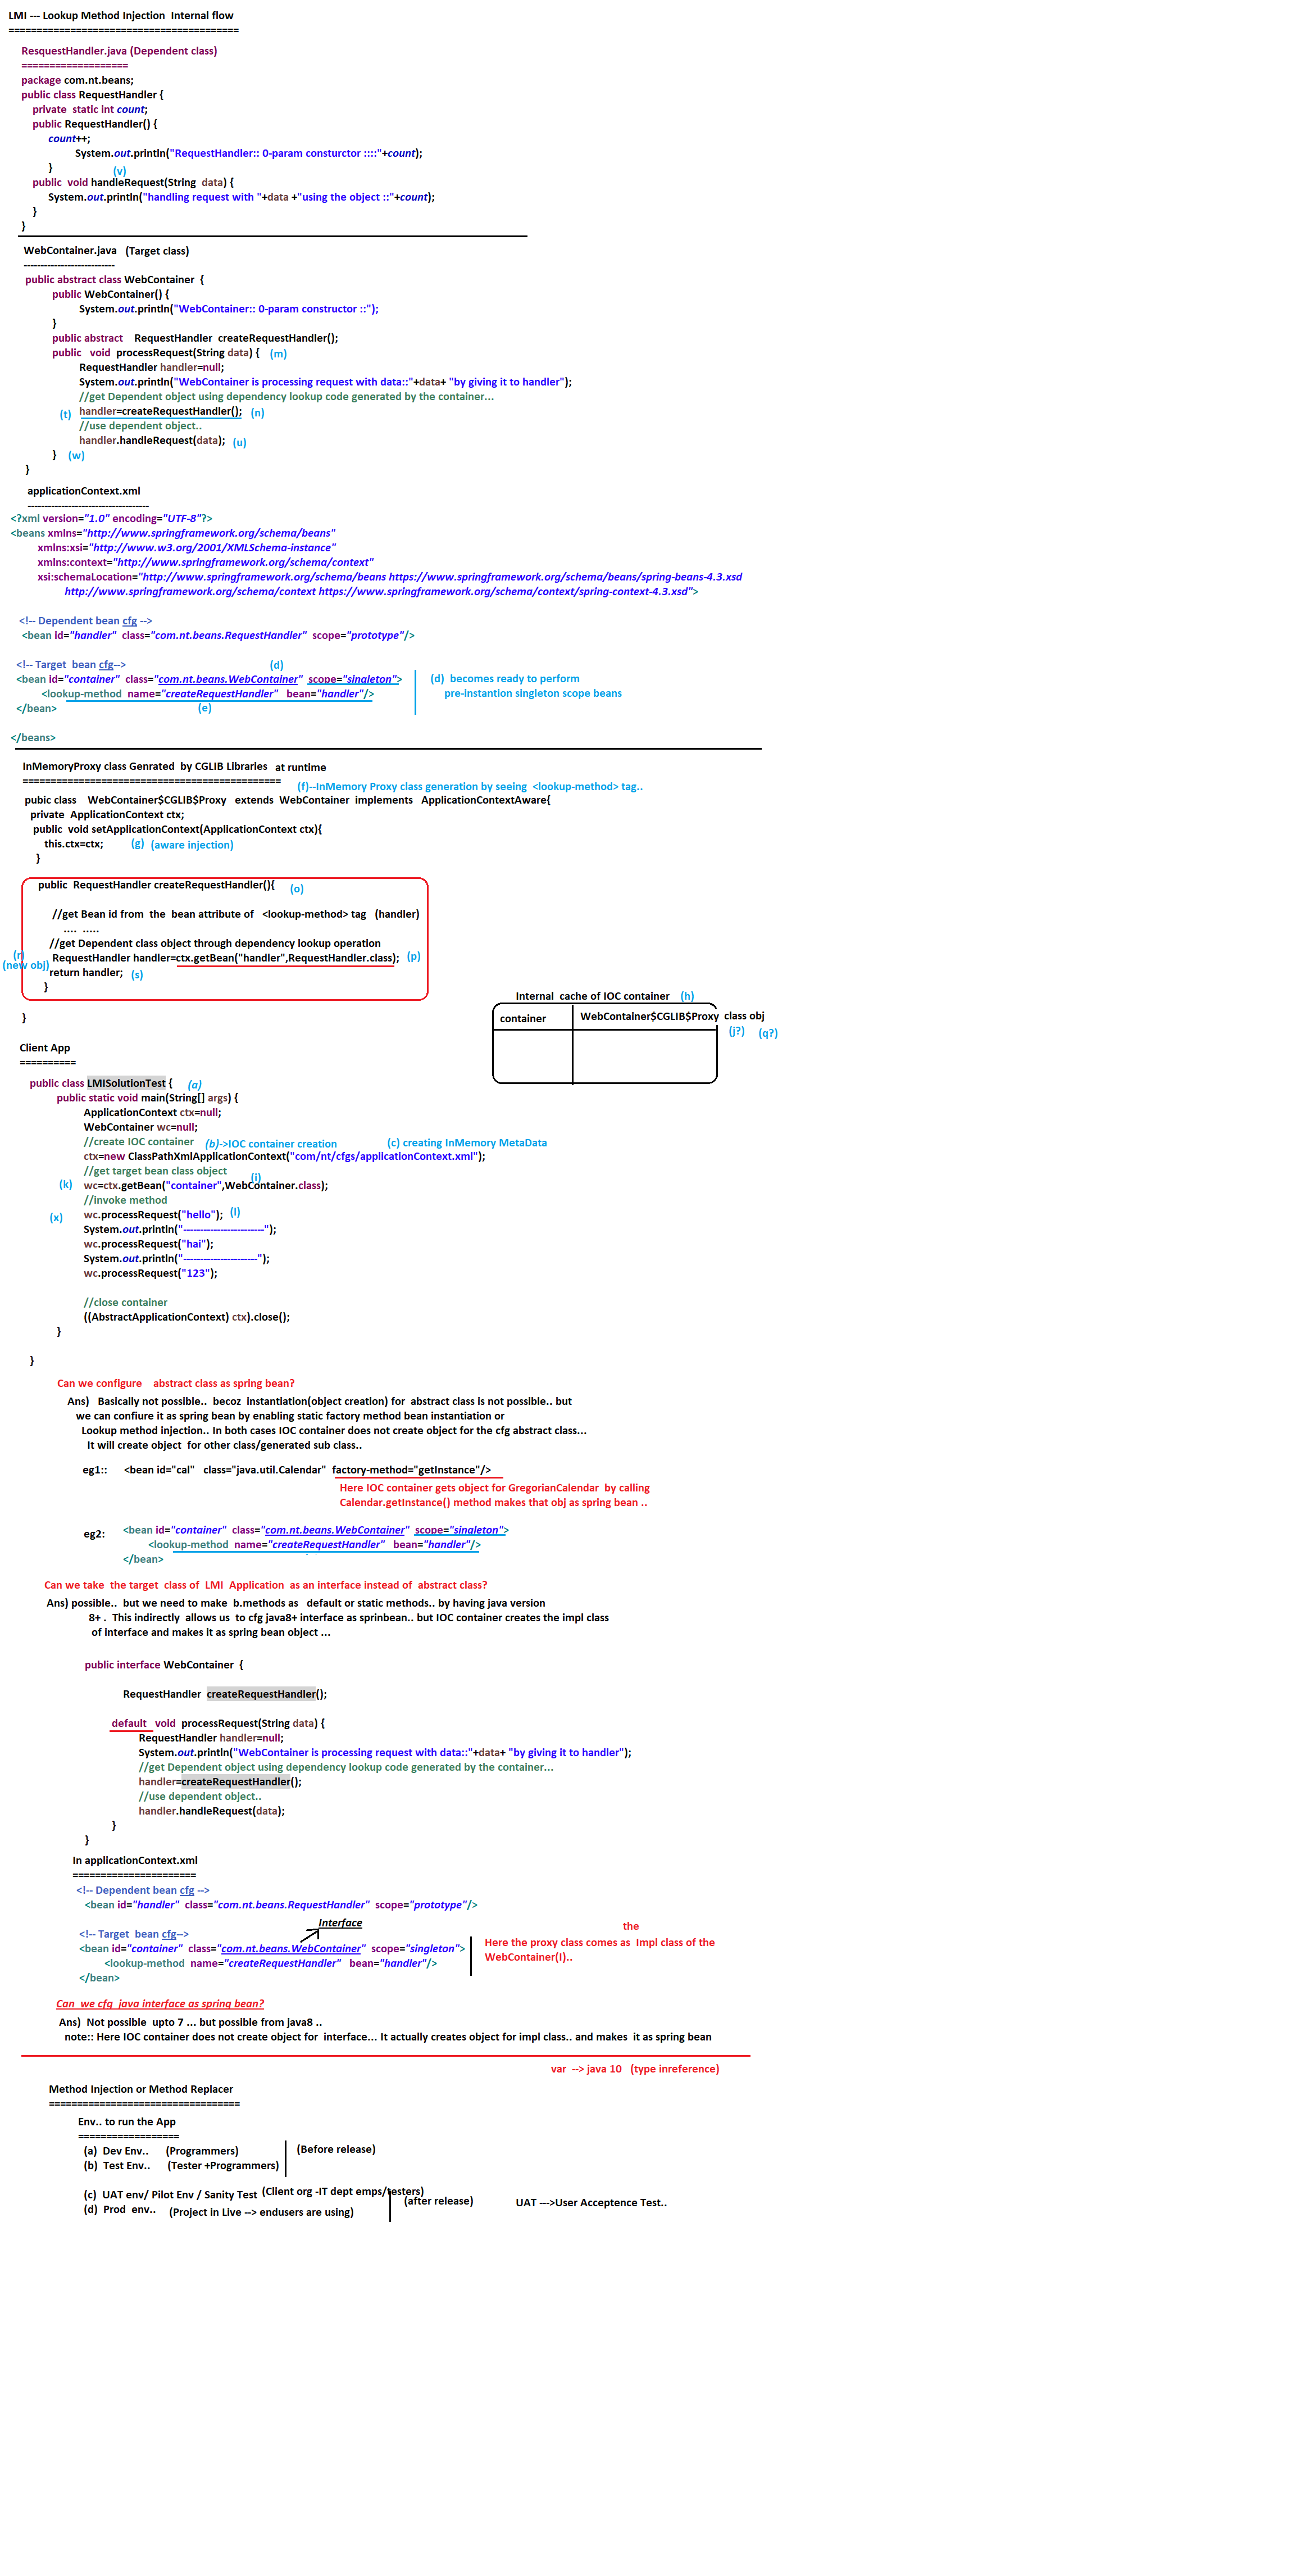 LMI --- Lookup Method Injection  Internal flow
=========================================
ResquestHandler.java (Dependent class)
===================
package com.nt.beans;
public class RequestHandler {
private  static int count;
public RequestHandler() {
count++;
System.out.println("RequestHandler:: 0-param consturctor ::::"+count);
}
(v)
public  void handleRequest(String  data) {
System.out.println("handling request with "+data +"using the object ::"+count);
}
}
WebContainer.java   (Target class)
---------------------------
public abstract class WebContainer  {
public WebContainer() {
System.out.println("WebContainer:: 0-param constructor ::");
}
public abstract    RequestHandler  createRequestHandler();
public   void  processRequest(String data) {   (m)
RequestHandler handler=null;
System.out.println("WebContainer is processing request with data::"+data+ "by giving it to handler");
//get Dependent object using dependency lookup code generated by the container...
(t)  handler=createRequestHandler();   (n)
//use dependent object..
handler.handleRequest(data);   (u)
}   (w)
}
applicationContext.xml
------------------------------------
<?xml version="1.0" encoding="UTF-8"?>
<beans xmlns="http://www.springframework.org/schema/beans"
xmlns:xsi="http://www.w3.org/2001/XMLSchema-instance"
xmlns:context="http://www.springframework.org/schema/context"
xsi:schemaLocation="http://www.springframework.org/schema/beans https://www.springframework.org/schema/beans/spring-beans-4.3.xsd
http://www.springframework.org/schema/context https://www.springframework.org/schema/context/spring-context-4.3.xsd">
<!-- Dependent bean cfg -->
<bean id="handler"  class="com.nt.beans.RequestHandler"  scope="prototype"/>
<!-- Target  bean cfg-->   (d)
<bean id="container"  class="com.nt.beans.WebContainer"  scope="singleton">   (d)  becomes ready to perform
<lookup-method  name="createRequestHandler"   bean="handler"/>   pre-instantion singleton scope beans
</bean>   (e)
</beans>
InMemoryProxy class Genrated  by CGLIB Libraries   at runtime
==============================================
(f)--InMemory Proxy class generation by seeing  <lookup-method> tag..
pubic class    WebContainer$CGLIB$Proxy   extends  WebContainer  implements   ApplicationContextAware{
private  ApplicationContext ctx;
public  void setApplicationContext(ApplicationContext ctx){
this.ctx=ctx;   (g)  (aware injection)
}
public  RequestHandler createRequestHandler(){   (o)
//get Bean id from  the  bean attribute of   <lookup-method> tag   (handler)
....  .....
//get Dependent class object through dependency lookup operation
(r)   RequestHandler handler=ctx.getBean("handler",RequestHandler.class);   (p)
(new obj)   return handler;   (s)
}
}
Internal  cache of IOC container   (h)
container   WebContainer$CGLIB$Proxy  class obj
(j?)   (q?)
Client App
==========
public class LMISolutionTest {   (a)
public static void main(String[] args) {
ApplicationContext ctx=null;
WebContainer wc=null;
//create IOC container   (b)->IOC container creation   (c) creating InMemory MetaData
ctx=new ClassPathXmlApplicationContext("com/nt/cfgs/applicationContext.xml");
//get target bean class object   (i)
(k)   wc=ctx.getBean("container",WebContainer.class);
//invoke method
(x)   wc.processRequest("hello");   (l)
System.out.println("------------------------");
wc.processRequest("hai");
System.out.println("----------------------");
wc.processRequest("123");
//close container
((AbstractApplicationContext) ctx).close();
}
}
Can we configure    abstract class as spring bean?
Ans)   Basically not possible..  becoz  instantiation(object creation) for  abstract class is not possible.. but
we can confiure it as spring bean by enabling static factory method bean instantiation or
Lookup method injection.. In both cases IOC container does not create object for the cfg abstract class...
It will create object  for other class/generated sub class..
eg1::   <bean id="cal"   class="java.util.Calendar"  factory-method="getInstance"/>
Here IOC container gets object for GregorianCalendar  by calling
Calendar.getInstance() method makes that obj as spring bean ..
eg2:   <bean id="container"  class="com.nt.beans.WebContainer"  scope="singleton">
<lookup-method  name="createRequestHandler"   bean="handler"/>
</bean>
Can we take  the target  class of  LMI  Application  as an interface instead of  abstract class?
Ans) possible..  but we need to make  b.methods as   default or static methods.. by having java version
8+ .  This indirectly  allows us  to cfg java8+ interface as sprinbean.. but IOC container creates the impl class
of interface and makes it as spring bean object ...
public interface WebContainer  {
RequestHandler  createRequestHandler();
default   void  processRequest(String data) {
RequestHandler handler=null;
System.out.println("WebContainer is processing request with data::"+data+ "by giving it to handler");
//get Dependent object using dependency lookup code generated by the container...
handler=createRequestHandler();
//use dependent object..
handler.handleRequest(data);
}
}
In applicationContext.xml
======================
<!-- Dependent bean cfg -->
<bean id="handler"  class="com.nt.beans.RequestHandler"  scope="prototype"/>
Interface
<!-- Target  bean cfg-->   the
<bean id="container"  class="com.nt.beans.WebContainer"  scope="singleton">   Here the proxy class comes as  Impl class of the
<lookup-method  name="createRequestHandler"   bean="handler"/>   WebContainer(I)..
</bean>
Can  we cfg  java interface as spring bean?
Ans)  Not possible  upto 7 ... but possible from java8 ..
note:: Here IOC container does not create object for  interface... It actually creates object for impl class.. and makes  it as spring bean
var  --> java 10   (type inreference)
Method Injection or Method Replacer
==================================
Env.. to run the App
==================
(a)  Dev Env..   (Programmers)   (Before release)
(b)  Test Env..   (Tester +Programmers)
(c)  UAT env/ Pilot Env / Sanity Test  (Client org -IT dept emps/testers)
(d)  Prod  env..   (Project in Live --> endusers are using)   (after release)   UAT --->User Acceptence Test..